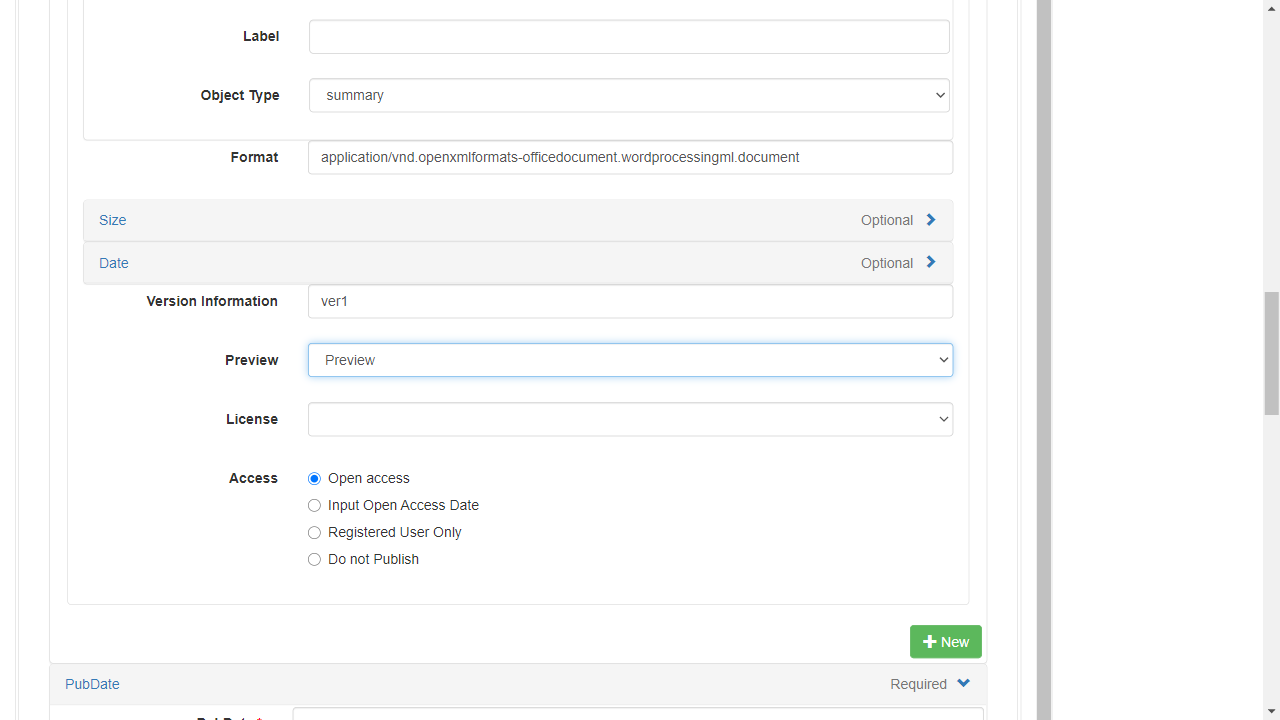 Label
Object Type summary
Format application/vnd.openxmlformats-officedocument.wordprocessingml.document
Size Optional
Date Optional
Version Information ver1
Preview Preview
License
Access Open access
Input Open Access Date
Registered User Only
Do not Publish
New
PubDate Required